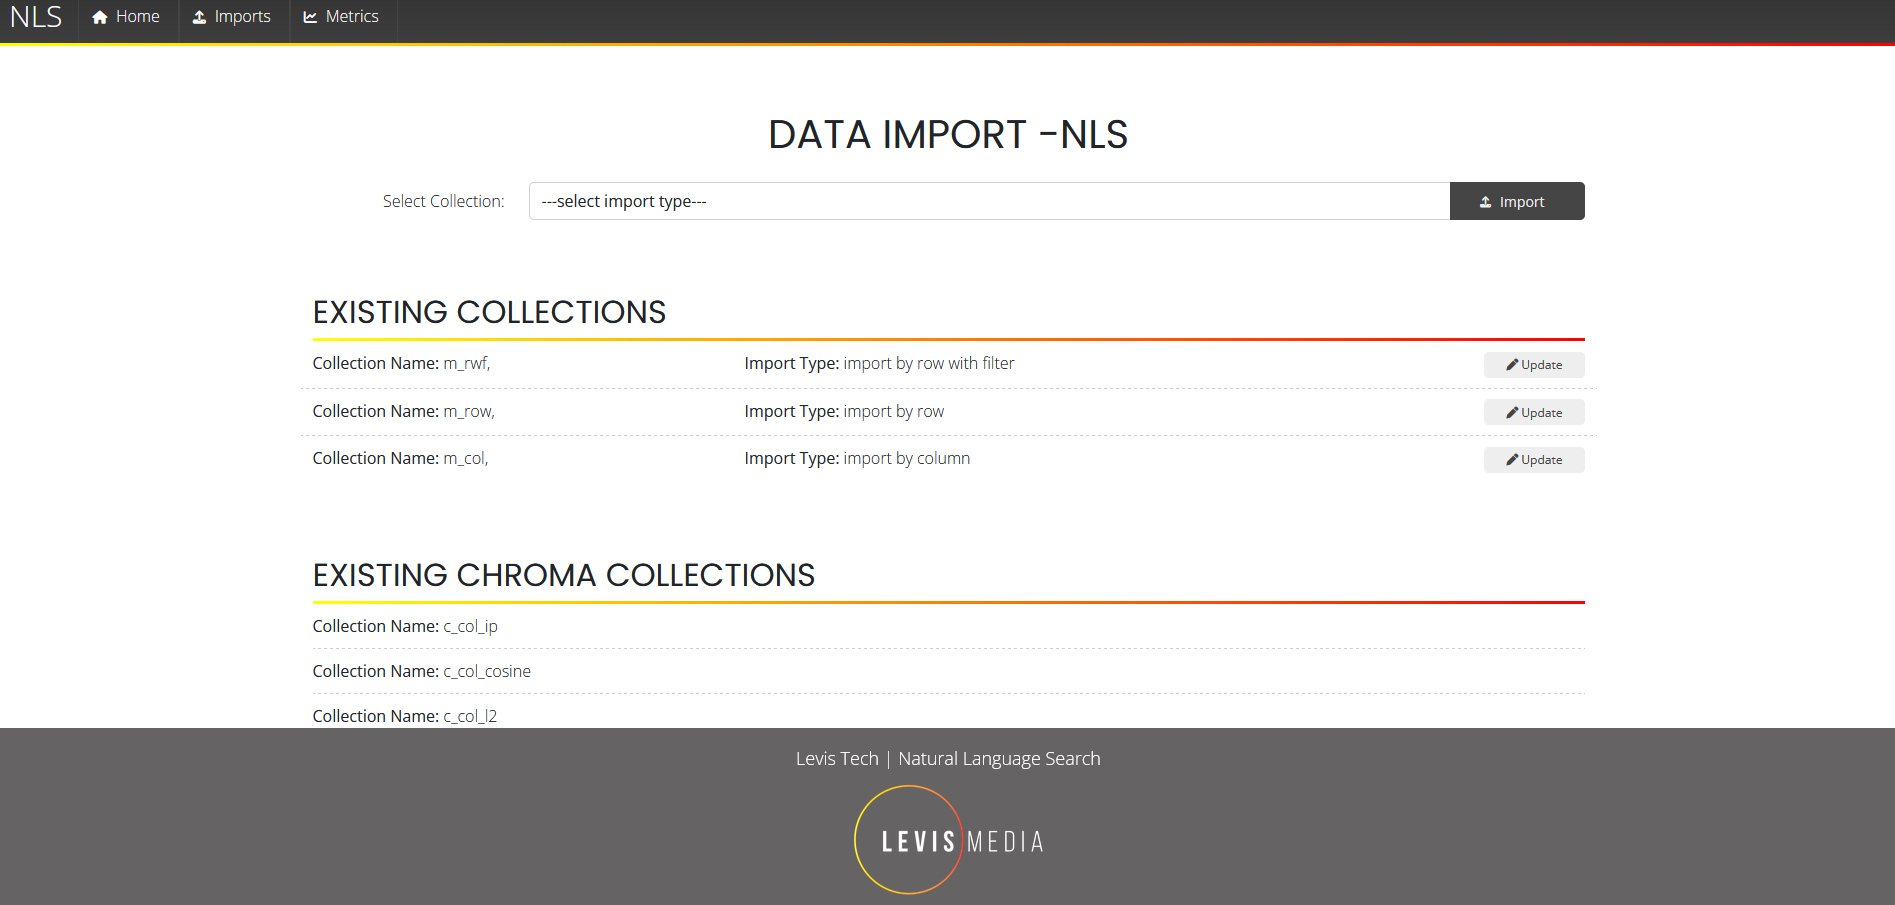 NLS Home Imports Metrics
DATA IMPORT -NLS
Select Collection: ---select import type--- Import
EXISTING COLLECTIONS
Collection Name: m_rwf, Import Type: import by row with filter Update
Collection Name: m_row, Import Type: import by row Update
Collection Name: m_col, Import Type: import by column Update
EXISTING CHROMA COLLECTIONS
Collection Name: c_col_ip
Collection Name: c_col_cosine
Collection Name: c_col_l2
Levis Tech | Natural Language Search
LEVIS MEDIA